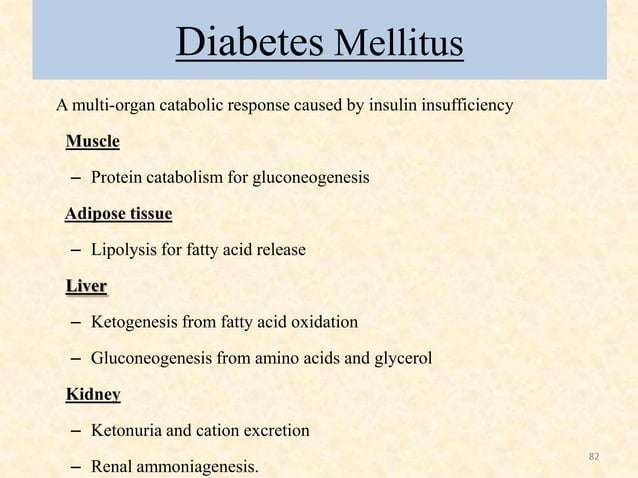 Diabetes Mellitus
A multi-organ catabolic response caused by insulin insufficiency
Muscle
– Protein catabolism for gluconeogenesis
Adipose tissue
– Lipolysis for fatty acid release
Liver
– Ketogenesis from fatty acid oxidation
– Gluconeogenesis from amino acids and glycerol
Kidney
– Ketonuria and cation excretion
– Renal ammoniagenesis.
82